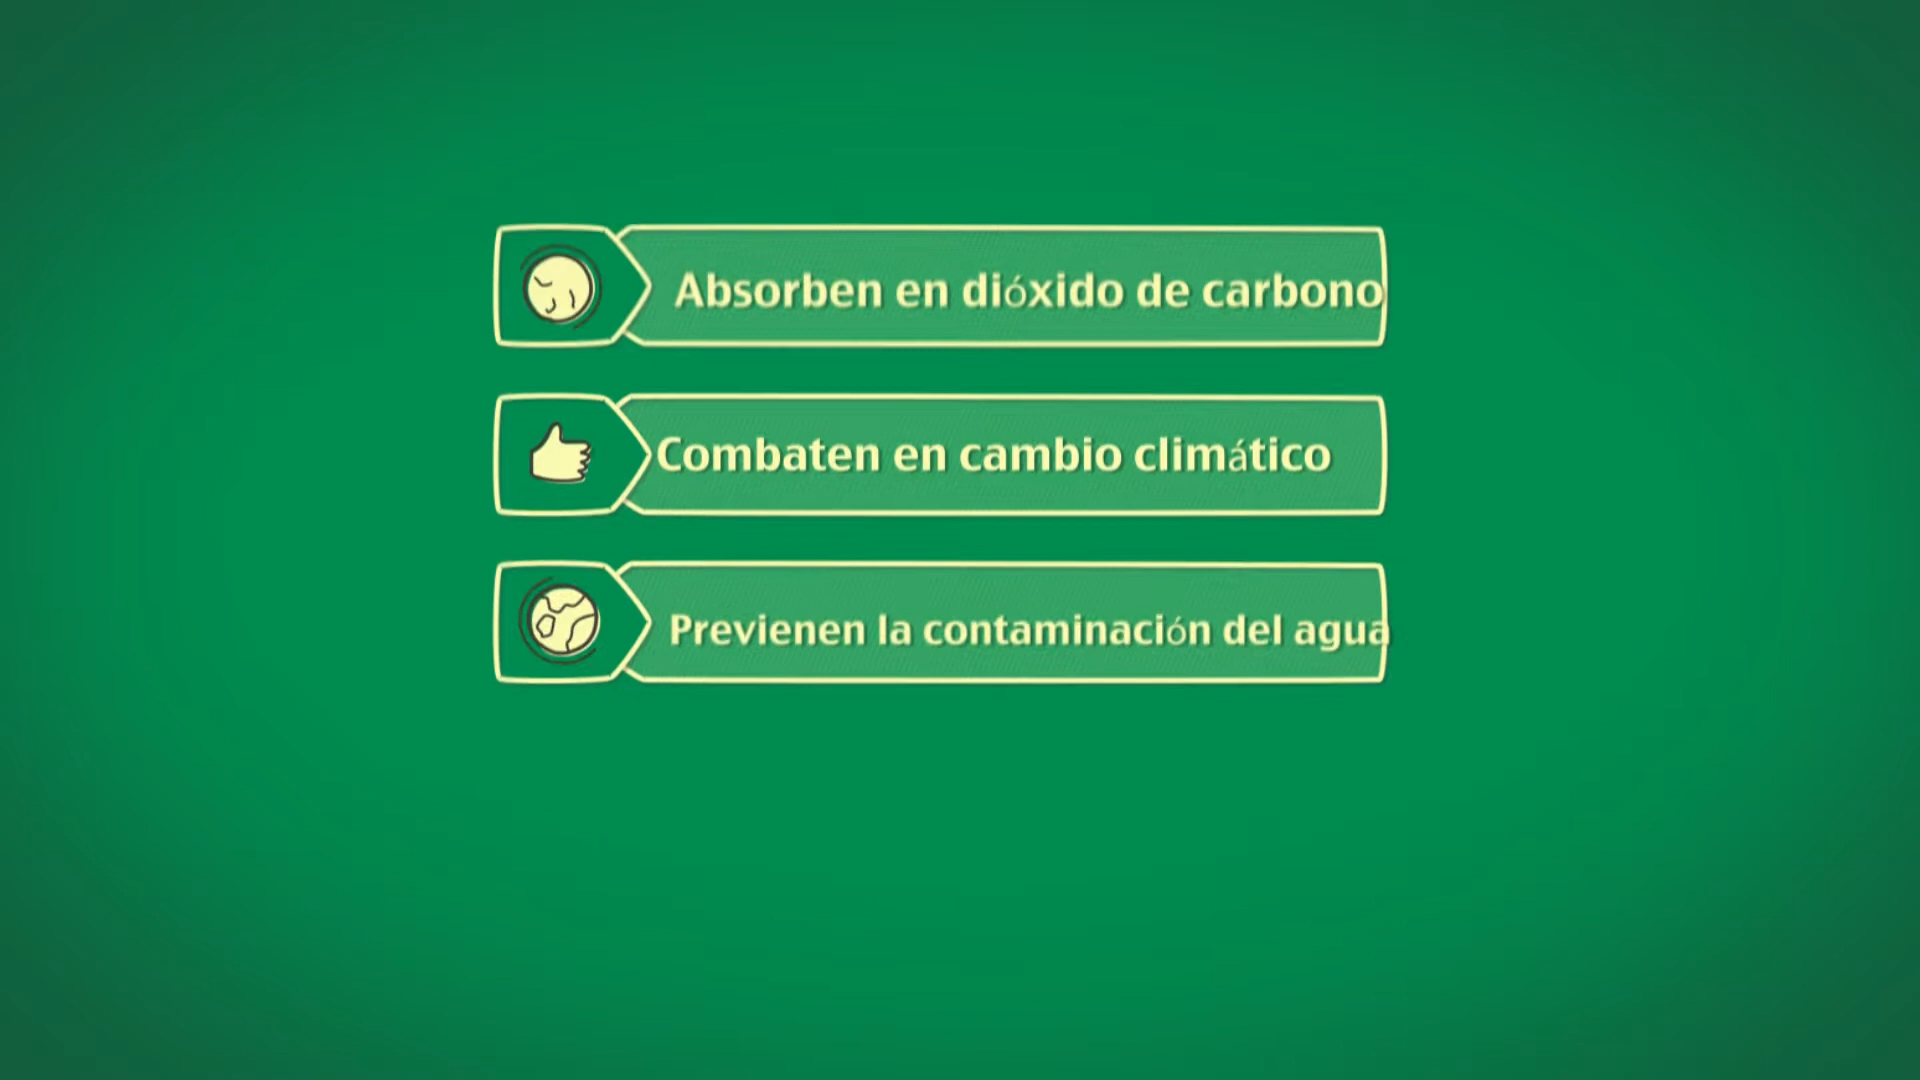 Absorben en dióxido de carbono
Combaten en cambio climático
Previenen la contaminación del agua